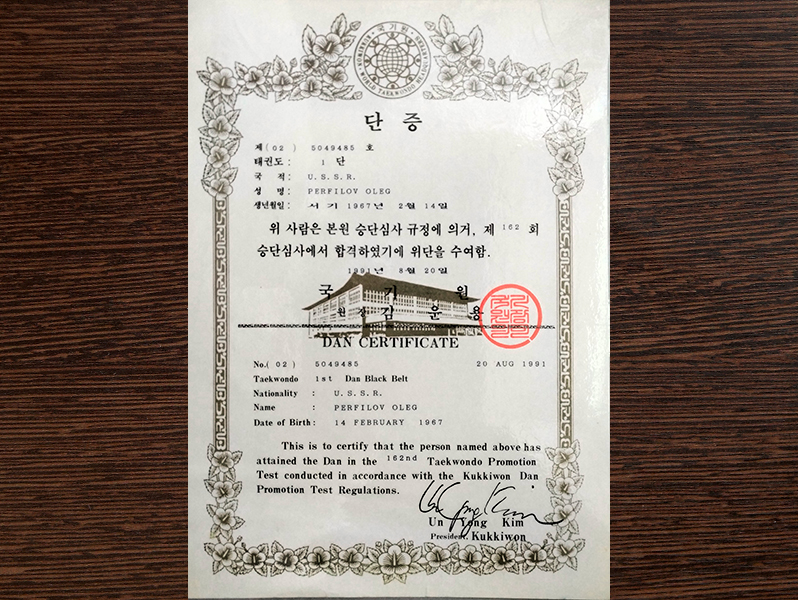 국기원
WORLD TAEKWONDO
단 증
제 (02) 5049485 호
태권도 : 1 단
국 적 : U.S.S.R.
성 명 : PERFILOV OLEG
생년월일 : 서기 1967년 2월 14일
위 사람은 본원 승단심사 규정에 의거, 제 162 회
승단심사에서 합격하였기에 위단을 수여함.
1991년 8월 20일
국 기 원
원 장 김 운 용
DAN CERTIFICATE
No.(02) 5049485 20 AUG 1991
Taekwondo 1st Dan Black Belt
Nationality : U.S.S.R.
Name : PERFILOV OLEG
Date of Birth : 14 FEBRUARY 1967
This is to certify that the person named above has
attained the Dan in the 162nd Taekwondo Promotion
Test conducted in accordance with the Kukkiwon Dan
Promotion Test Regulations.
Un Yong Kim
President, Kukkiwon